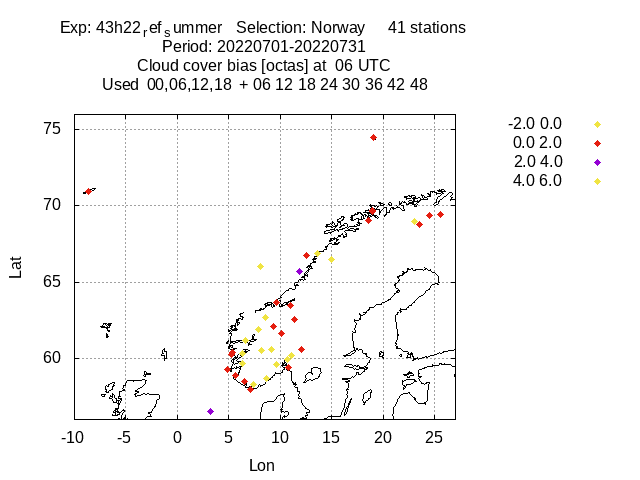 Exp: 43h22refsummer Selection: Norway 41 stations
Period: 20220701-20220731
Cloud cover bias [octas] at 06 UTC
Used 00,06,12,18 + 06 12 18 24 30 36 42 48
-2.0 0.0
0.0 2.0
2.0 4.0
4.0 6.0
75
70
65
60
Lat
-10 -5 0 5 10 15 20 25
Lon